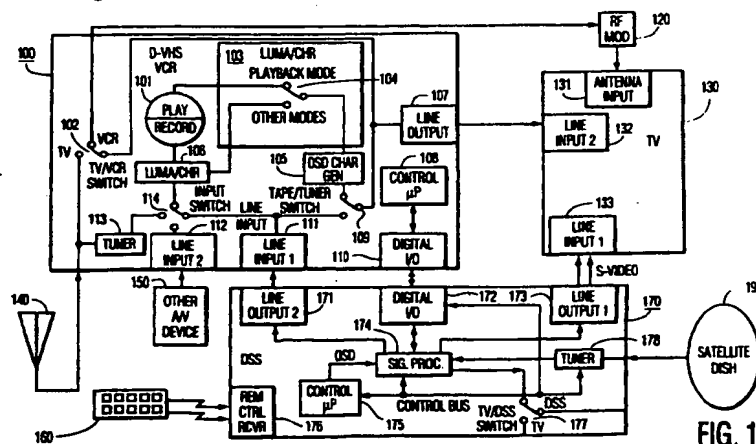 100
D-VHS
VCR
101
PLAY
RECORD
102
VCR
TV
TV/VCR
SWITCH
106
LUMA/CHR
INPUT
SWITCH
114
113
TUNER
112
LINE
INPUT 2
103
LUMA/CHR
PLAYBACK MODE
104
OTHER MODES
105
OSD CHAR
GEN
TAPE/TUNER
SWITCH
109
LINE
INPUT
111
LINE
INPUT 1
107
LINE
OUTPUT
108
CONTROL
µP
110
DIGITAL
I/O
RF
MOD
120
131
ANTENNA
INPUT
130
LINE
INPUT 2
132
TV
133
LINE
INPUT 1
S-VIDEO
140
150
OTHER
A/V
DEVICE
160
LINE
OUTPUT 2
171
DIGITAL
I/O
172
173
LINE
OUTPUT 1
170
DSS
174
SIG. PROC.
OSD
TUNER
178
CONTROL
µP
175
CONTROL BUS
REM
CTRL
RCVR
176
TV/DSS
SWITCH
DSS
TV
177
19
SATELLITE
DISH
FIG. 1